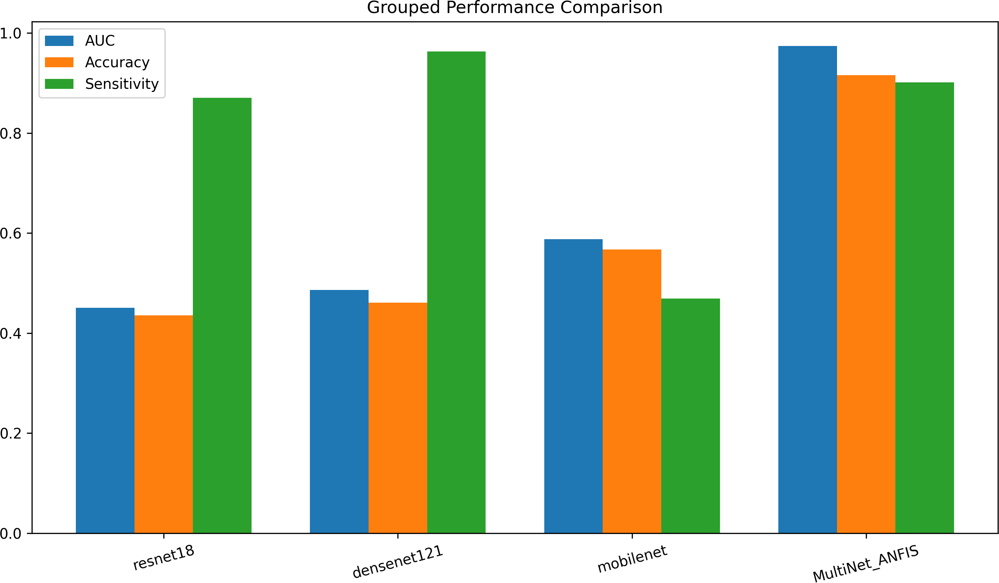 Grouped Performance Comparison
1.0
0.8
0.6
0.4
0.2
0.0
AUC
Accuracy
Sensitivity
resnet18
densenet121
mobilenet
MultiNet_ANFIS